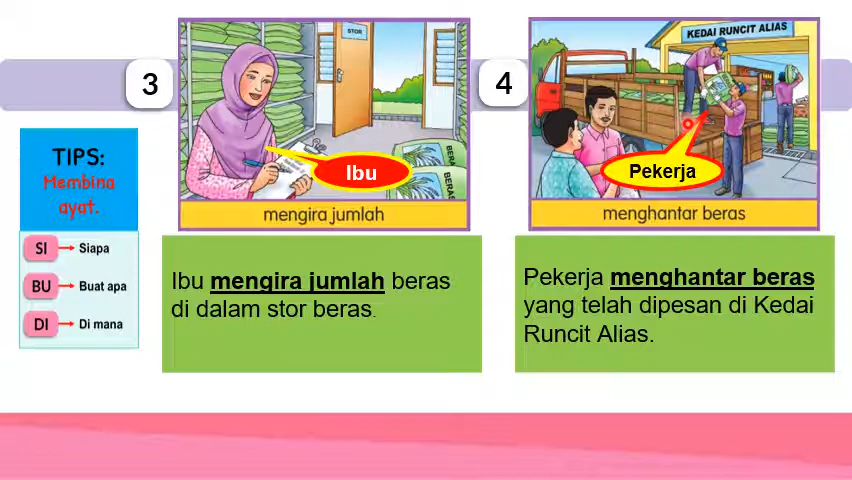 3
STOR
BERAS
BERAS
Ibu
mengira jumlah
4
KEDAI RUNCIT ALIAS
Pekerja
menghantar beras
TIPS:
Membina
ayat.
SI → Siapa
BU → Buat apa
DI → Di mana
Ibu mengira jumlah beras
di dalam stor beras.
Pekerja menghantar beras
yang telah dipesan di Kedai
Runcit Alias.